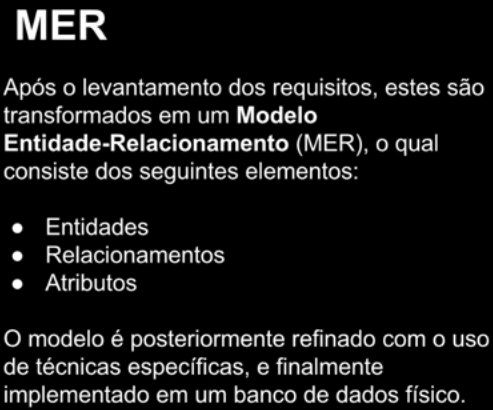 MER
Após o levantamento dos requisitos, estes são
transformados em um Modelo
Entidade-Relacionamento (MER), o qual
consiste dos seguintes elementos:
● Entidades
● Relacionamentos
● Atributos
O modelo é posteriormente refinado com o uso
de técnicas específicas, e finalmente
implementado em um banco de dados físico.